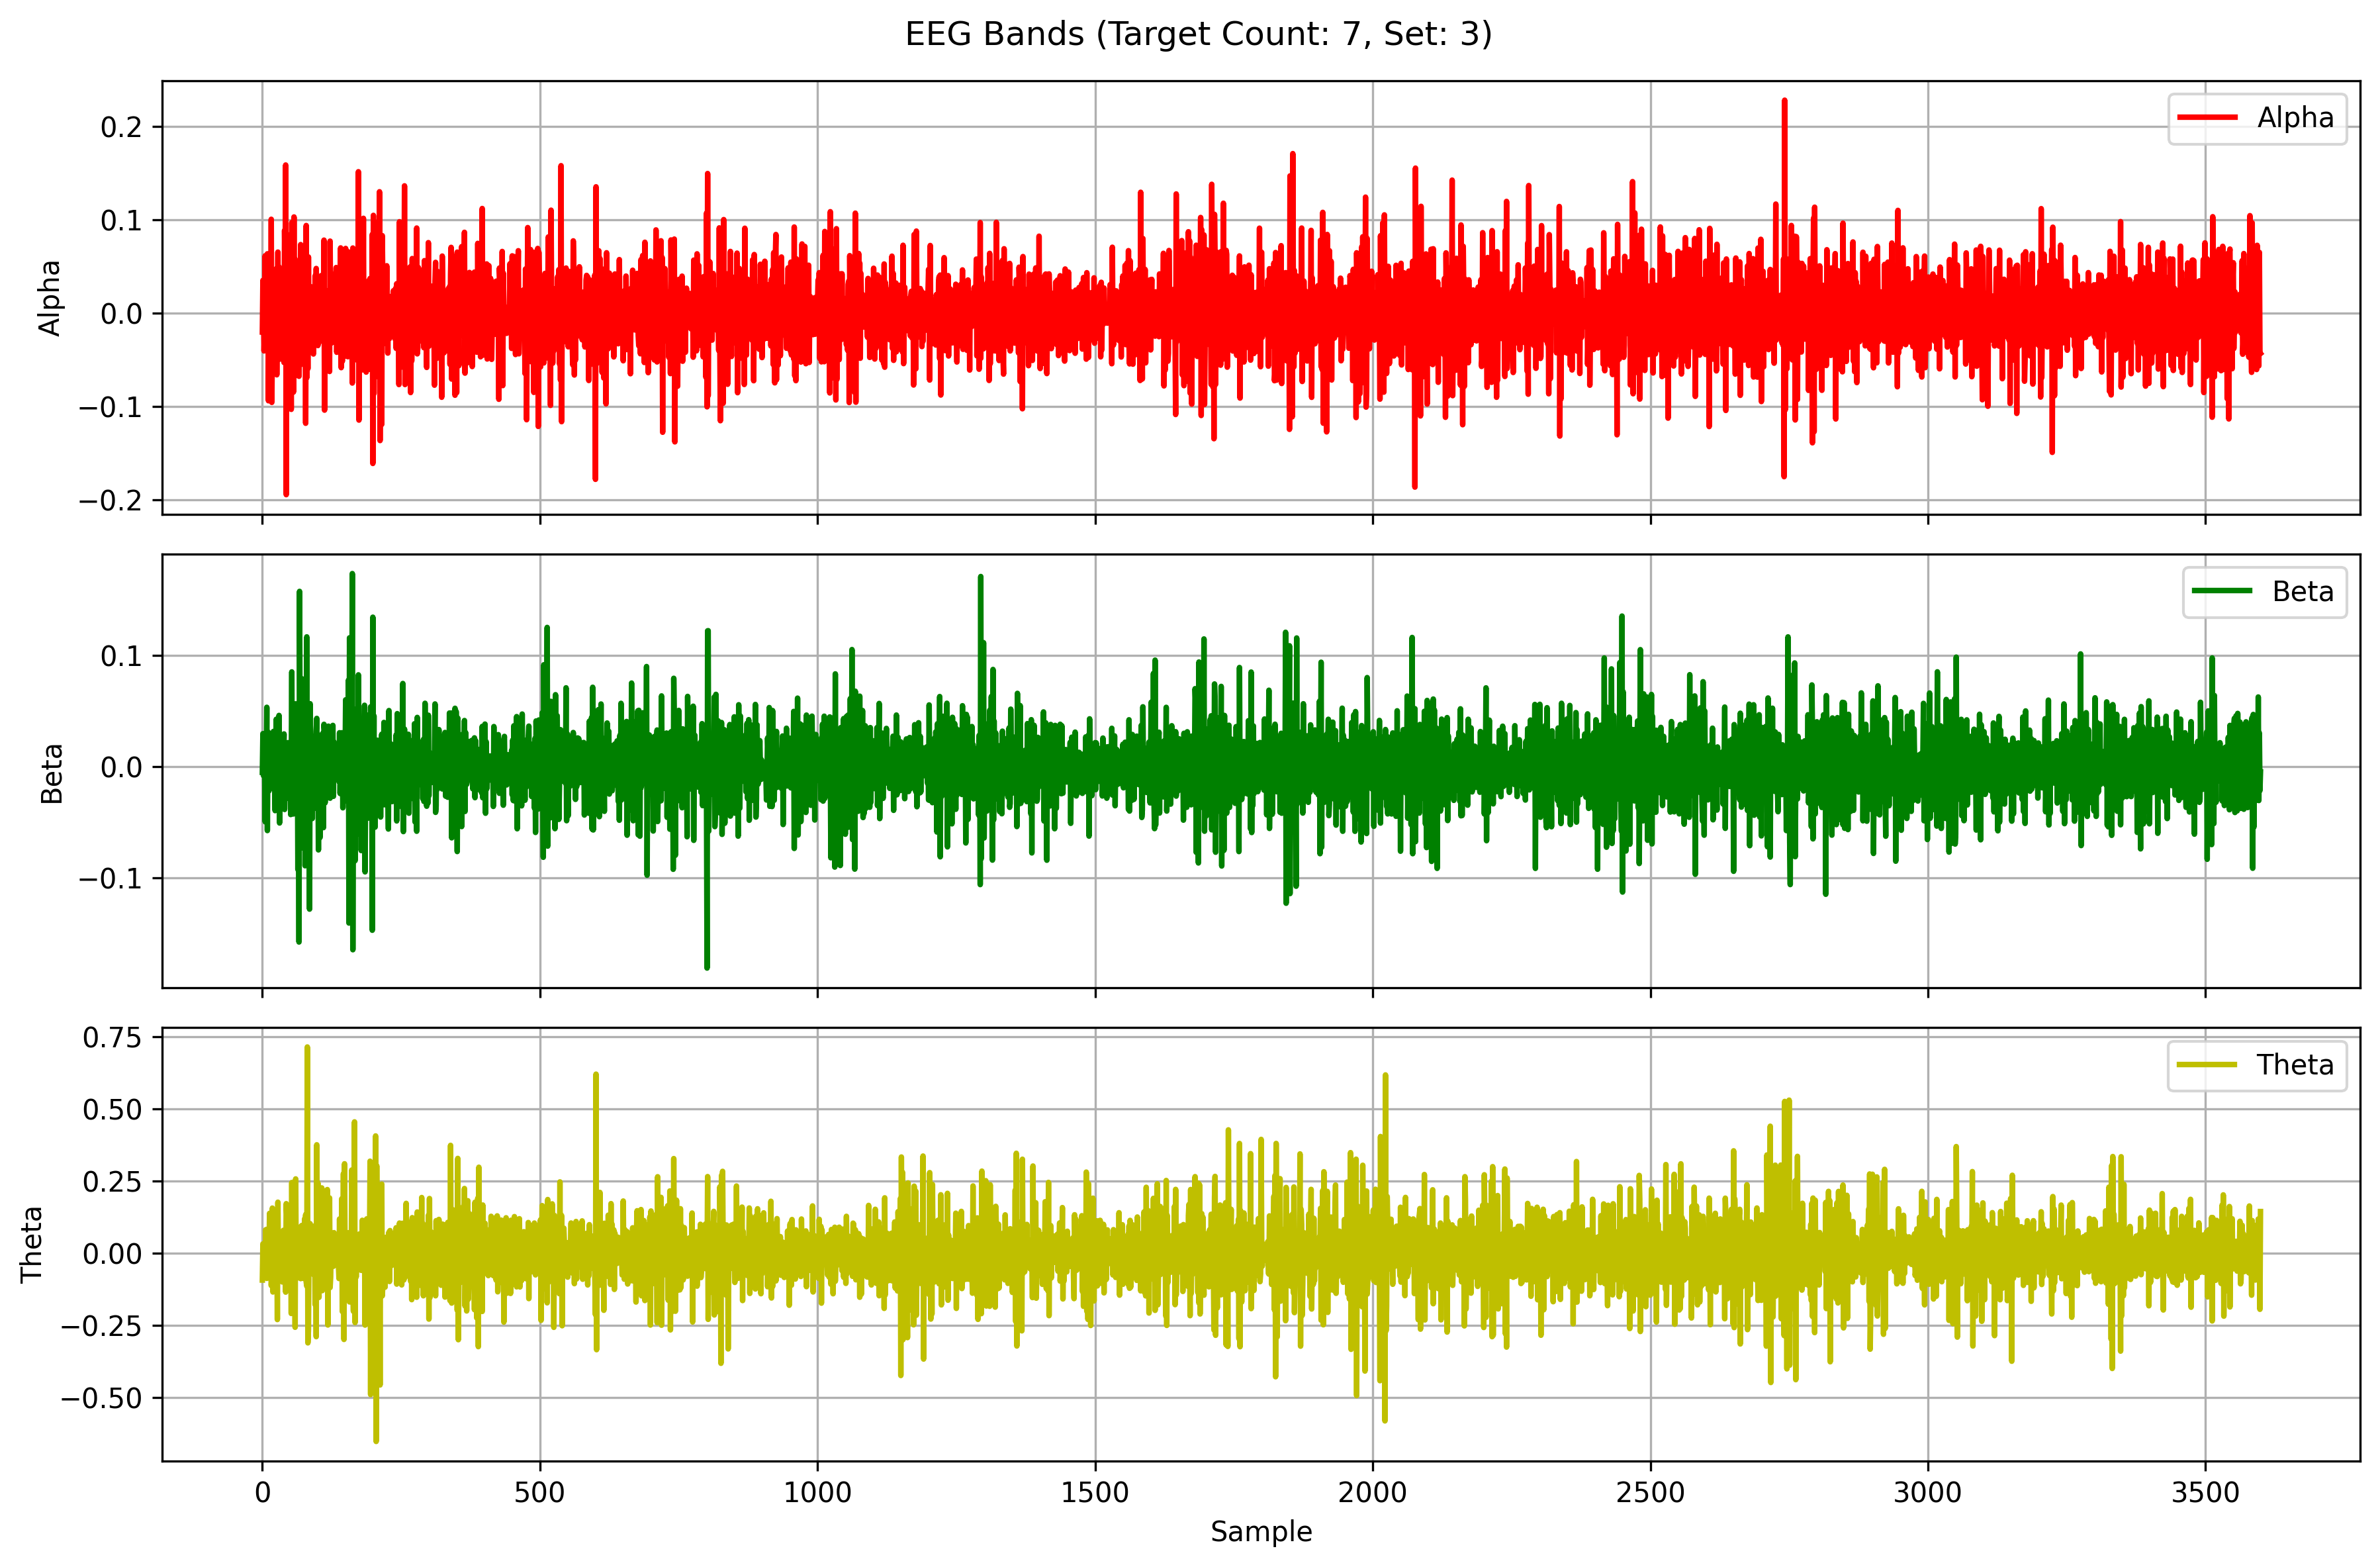 EEG Bands (Target Count: 7, Set: 3)
Alpha
0.2
0.1
0.0
−0.1
−0.2
Alpha
Beta
0.1
0.0
−0.1
Beta
Theta
0.75
0.50
0.25
0.00
−0.25
−0.50
Theta
0 500 1000 1500 2000 2500 3000 3500
Sample